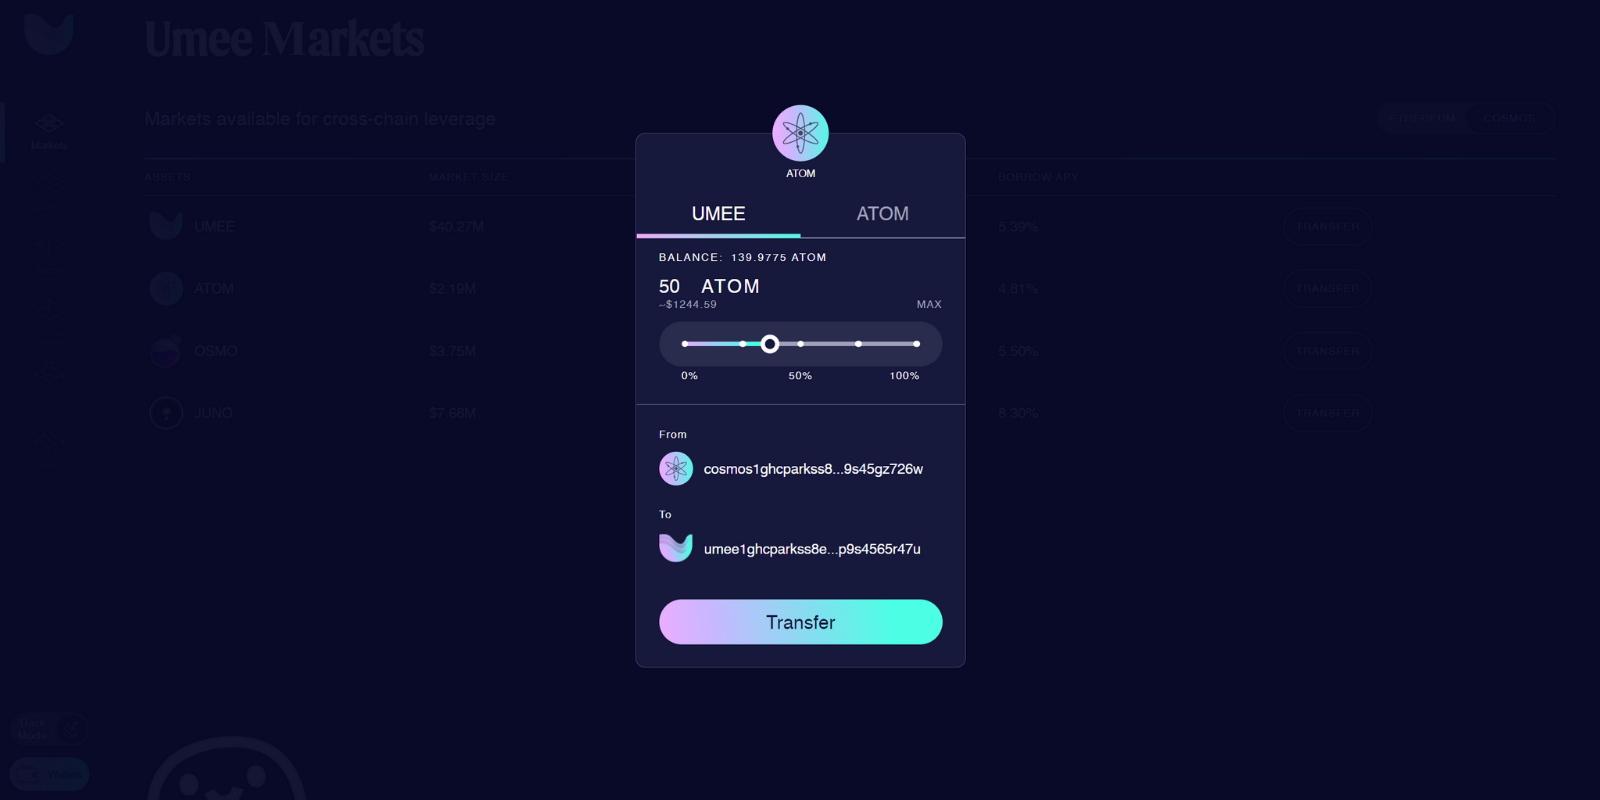 Umee Markets
Markets available for cross-chain leverage
ETHEREUM COSMOS
Markets
ASSETS MARKET SIZE BORROW APY
UMEE $40.27M 5.39% TRANSFER
ATOM $2.19M 4.81% TRANSFER
OSMO $3.75M 5.50% TRANSFER
JUNO $7.68M 8.30% TRANSFER
ATOM
UMEE ATOM
BALANCE: 139.9775 ATOM
50 ATOM
~$1244.59 MAX
0% 50% 100%
From
cosmos1ghcparkss8...9s45gz726w
To
umee1ghcparkss8e...p9s4565r47u
Transfer
Mode